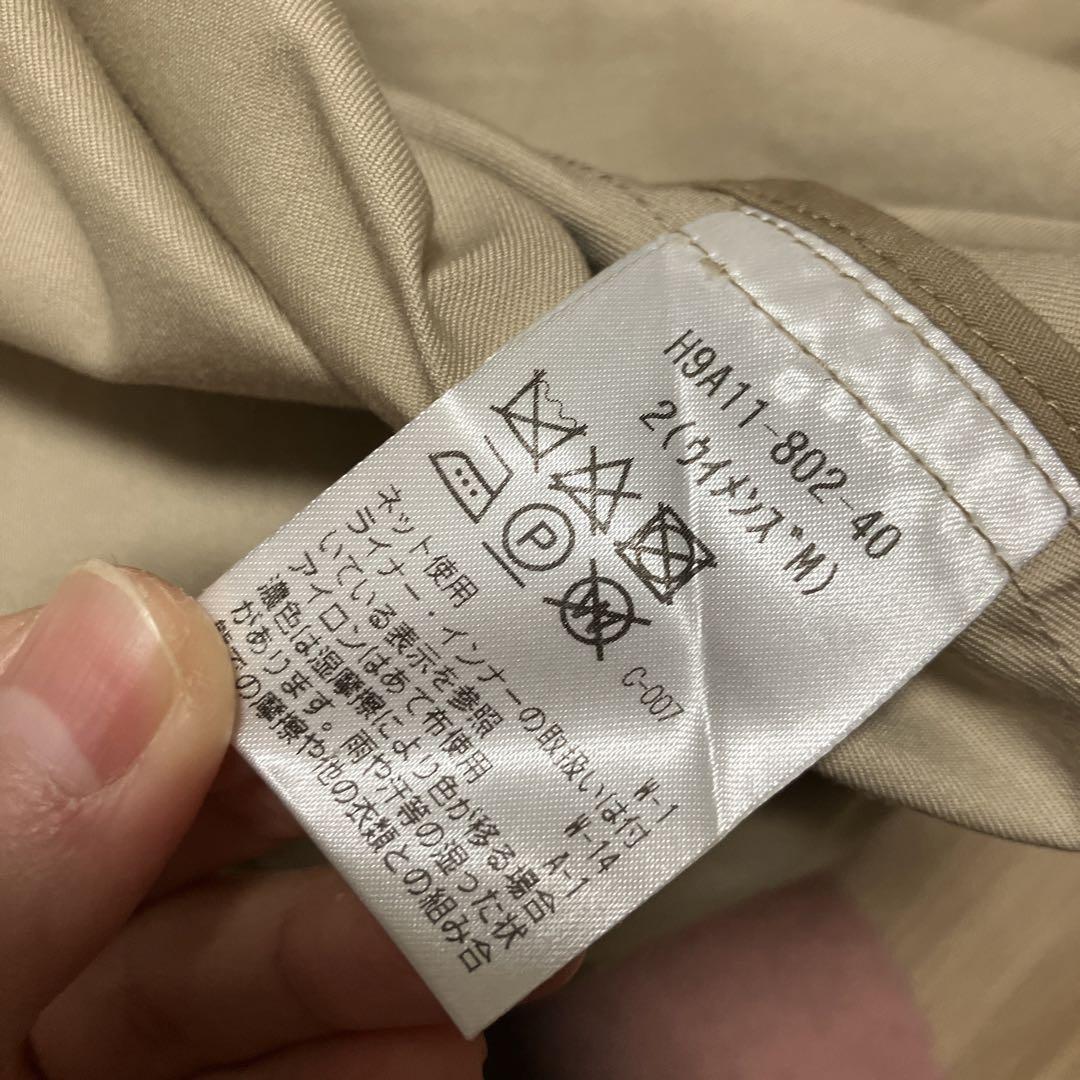 H9A11-802-40
2(ウイメンズM)
P
W
C-007
ネット使用 W-1
ライナー・インナーの取扱いは付
しいている表示を参照 W-14
アイロンはあて布使用 A-1
濃色は湿摩擦により色が移る場合
があります。雨や汗等の湿った状
の摩擦や他の衣類との組み合